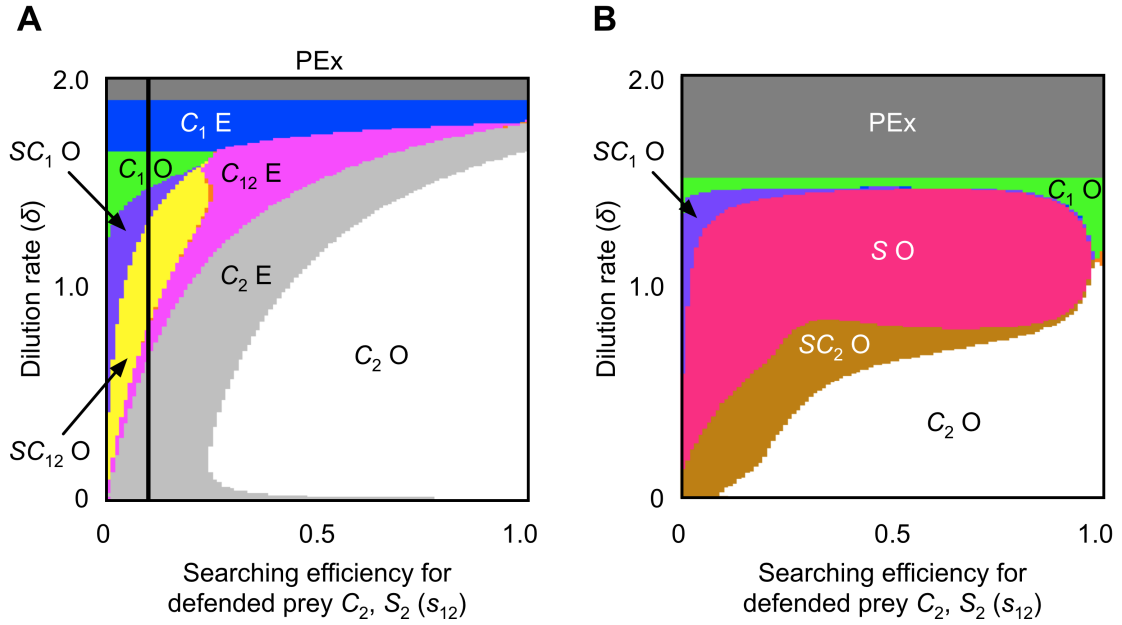 A
B
PEx
2.0
C₁ E
SC₁ O
C₁ O
C₁₂ E
Dilution rate (δ)
1.0
C₂ E
C₂ O
SC₁₂ O
0
0
0.5
1.0
Searching efficiency for
defended prey C₂, S₂ (s₁₂)
2.0
PEx
SC₁ O
C₁ O
S O
Dilution rate (δ)
1.0
SC₂ O
C₂ O
0
0
0.5
1.0
Searching efficiency for
defended prey C₂, S₂ (s₁₂)